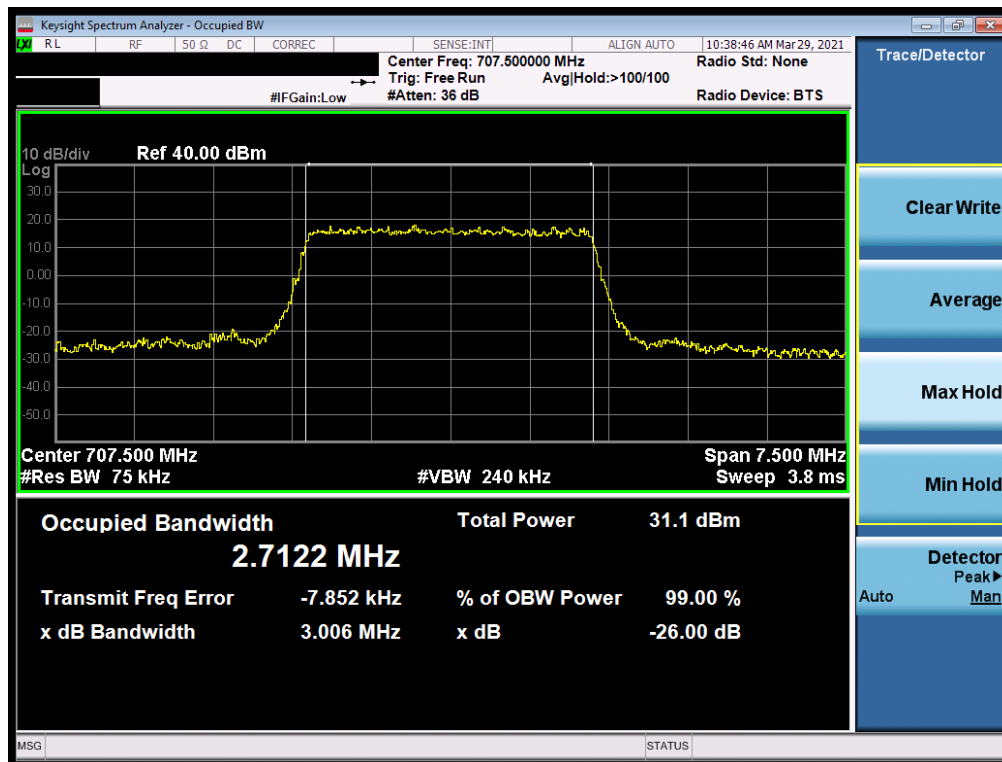 Keysight Spectrum Analyzer - Occupied BW
LXI RL RF 50 Ω DC CORREC SENSE:INT ALIGN AUTO 10:38:46 AM Mar 29, 2021
Center Freq: 707.500000 MHz Radio Std: None
Trig: Free Run Avg|Hold:>100/100
#IFGain:Low #Atten: 36 dB Radio Device: BTS
10 dB/div Ref 40.00 dBm
Log
30.0
20.0
10.0
0.00
-10.0
-20.0
-30.0
-40.0
-50.0
Center 707.500 MHz Span 7.500 MHz
#Res BW 75 kHz #VBW 240 kHz Sweep 3.8 ms
Occupied Bandwidth Total Power 31.1 dBm
2.7122 MHz
Transmit Freq Error -7.852 kHz % of OBW Power 99.00 %
x dB Bandwidth 3.006 MHz x dB -26.00 dB
MSG STATUS
Trace/Detector
Clear Write
Average
Max Hold
Min Hold
Detector
Peak▶
Auto Man